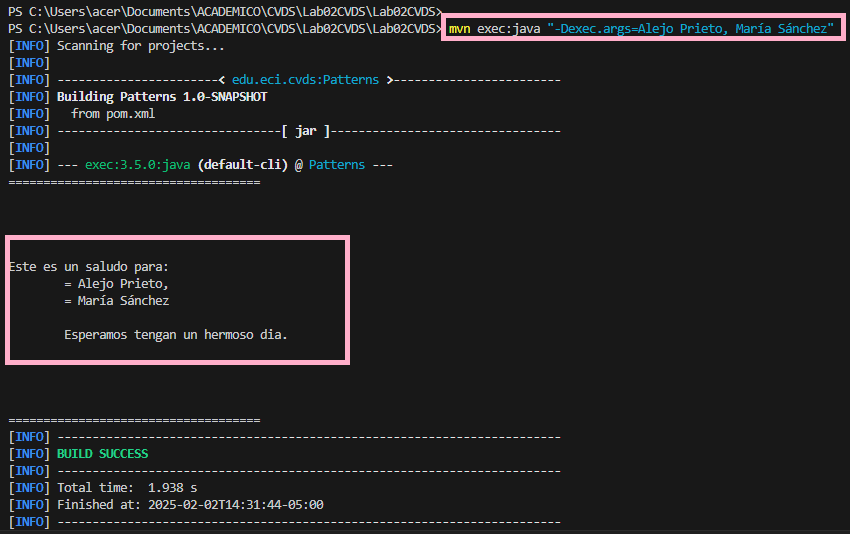 PS C:\Users\acer\Documents\ACADEMICO\CVDS\Lab02CVDS\Lab02CVDS>
PS C:\Users\acer\Documents\ACADEMICO\CVDS\Lab02CVDS\Lab02CVDS> mvn exec:java "-Dexec.args=Alejo Prieto, María Sánchez"
[INFO] Scanning for projects...
[INFO]
[INFO] -----------------------< edu.eci.cvds:Patterns >------------------------
[INFO] Building Patterns 1.0-SNAPSHOT
[INFO]   from pom.xml
[INFO] --------------------------------[ jar ]---------------------------------
[INFO]
[INFO] --- exec:3.5.0:java (default-cli) @ Patterns ---
====================================
Este es un saludo para:
        = Alejo Prieto,
        = María Sánchez
        Esperamos tengan un hermoso dia.
====================================
[INFO] ------------------------------------------------------------------------
[INFO] BUILD SUCCESS
[INFO] ------------------------------------------------------------------------
[INFO] Total time:  1.938 s
[INFO] Finished at: 2025-02-02T14:31:44-05:00
[INFO] ------------------------------------------------------------------------